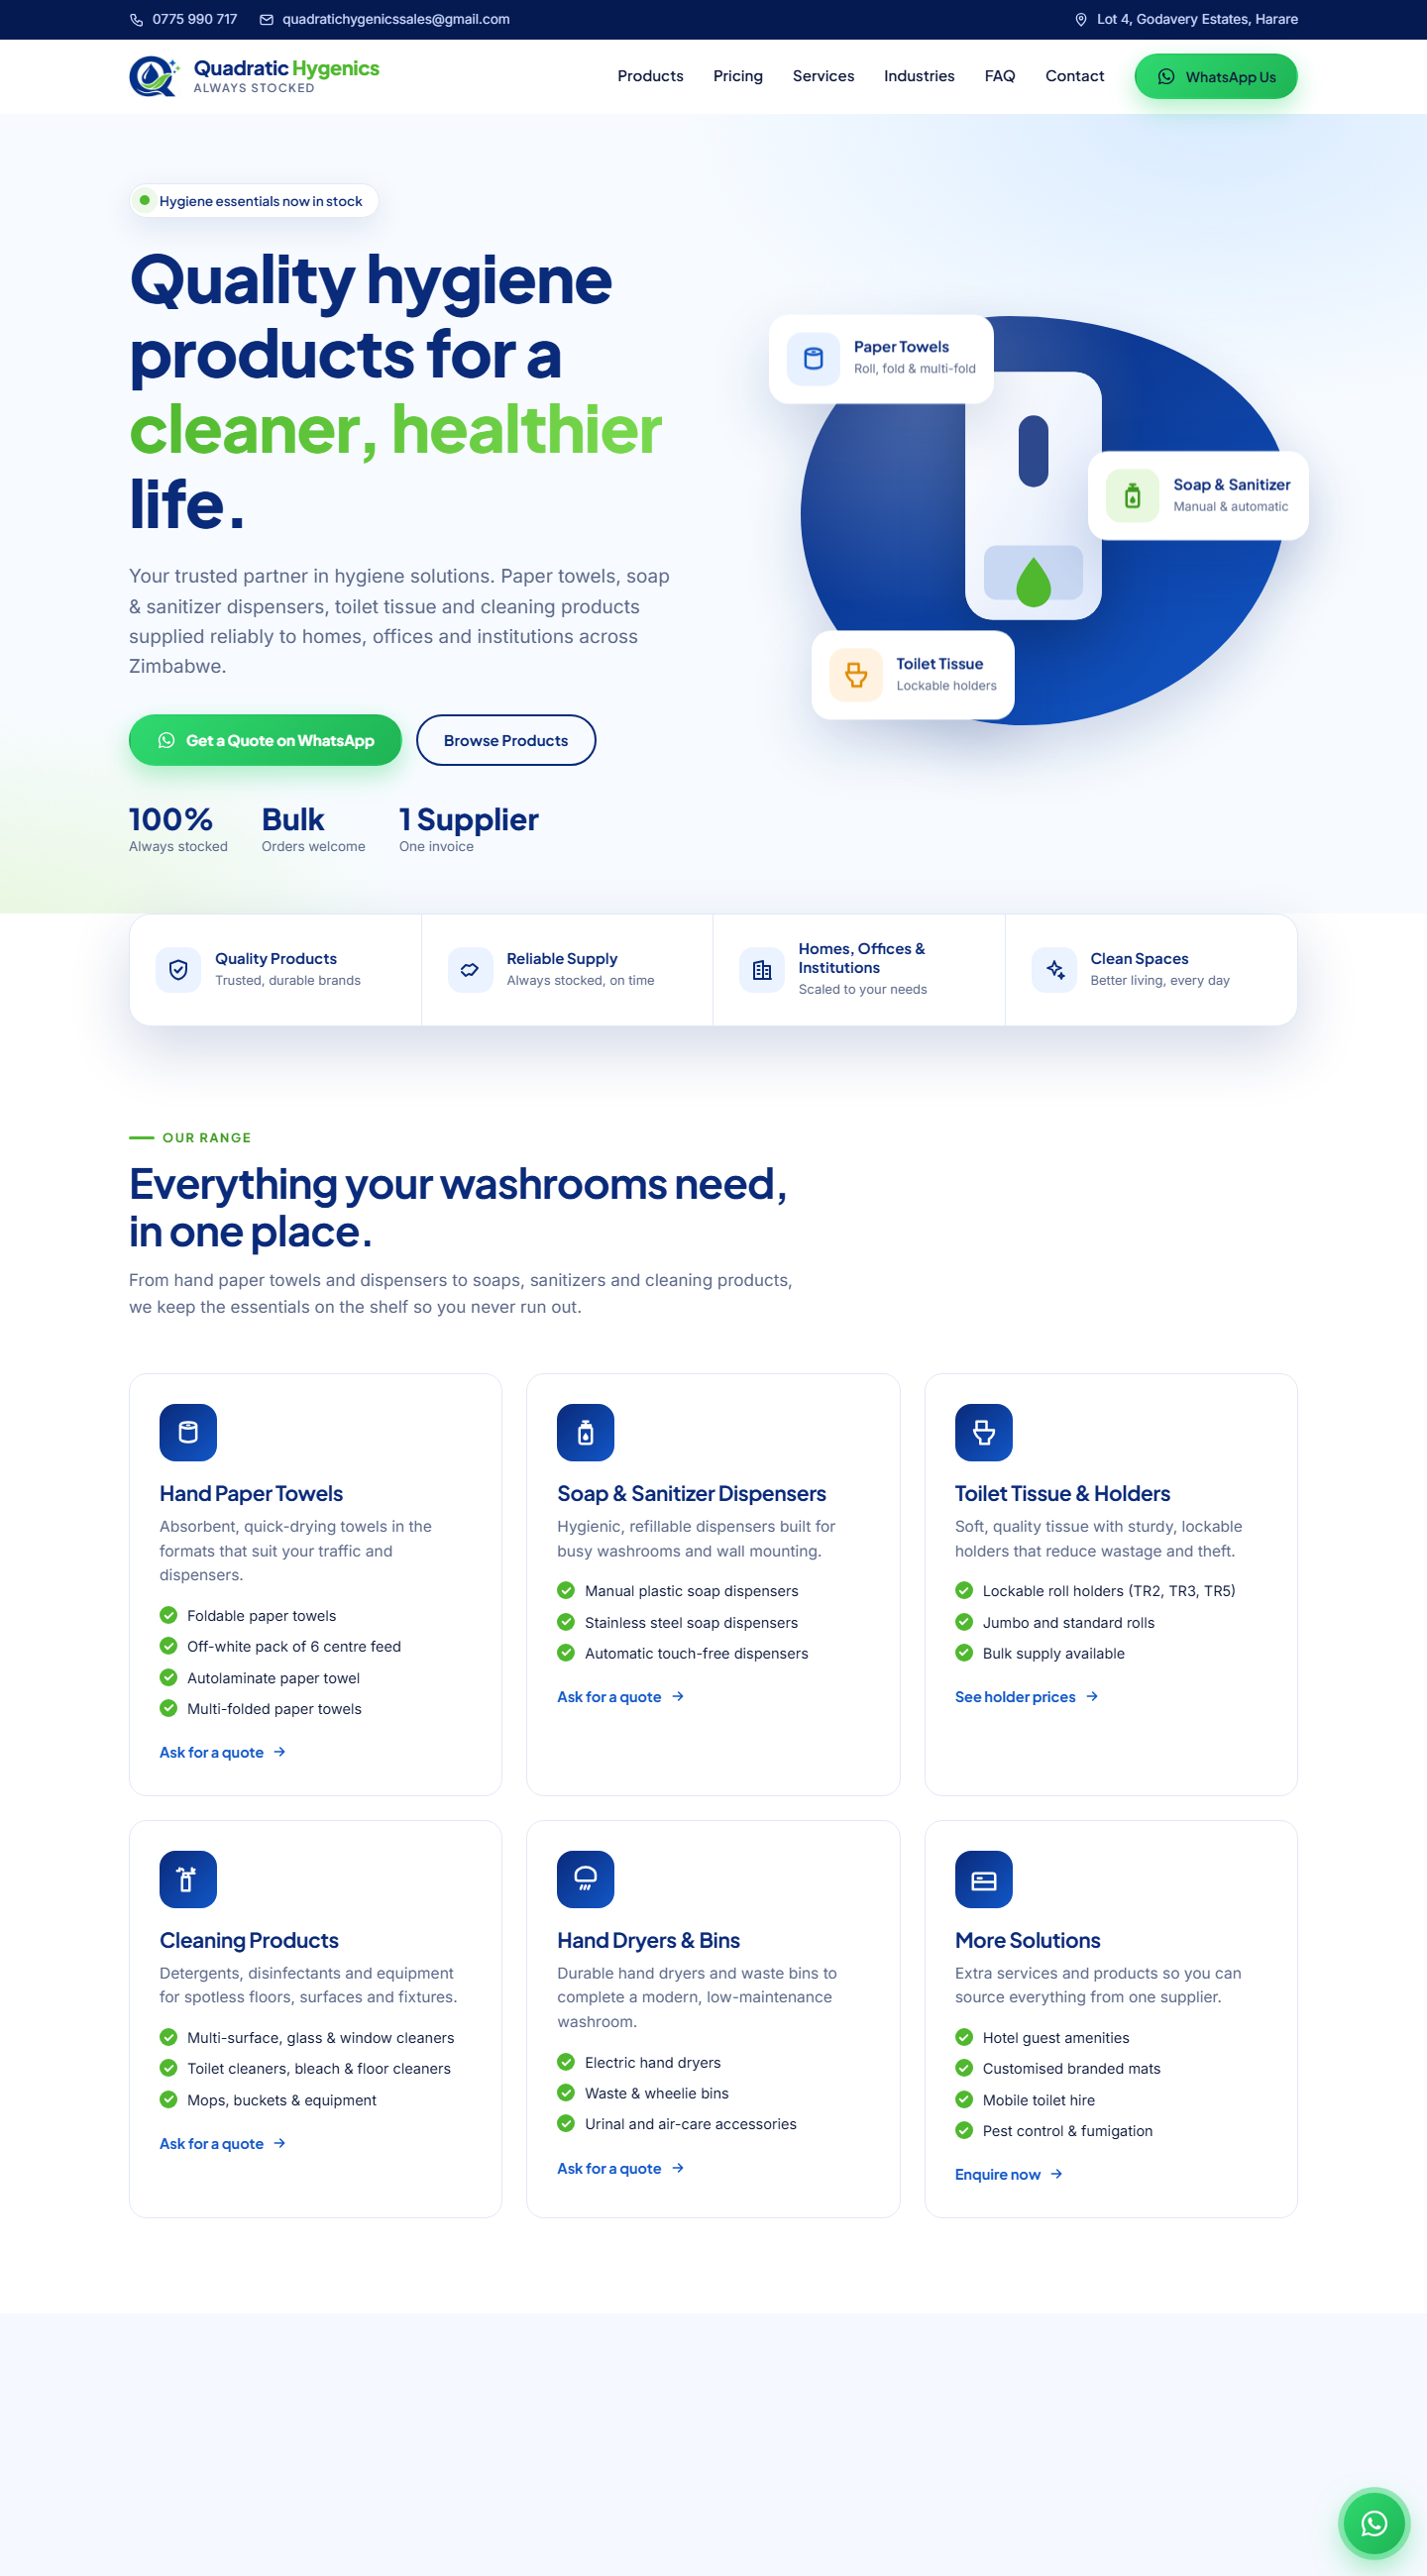 0775 990 717
quadratichygenicssales@gmail.com
Lot 4, Godavery Estates, Harare
Quadratic Hygenics
ALWAYS STOCKED
Products
Pricing
Services
Industries
FAQ
Contact
WhatsApp Us
Hygiene essentials now in stock
Quality hygiene
products for a
cleaner, healthier
life.
Your trusted partner in hygiene solutions. Paper towels, soap
& sanitizer dispensers, toilet tissue and cleaning products
supplied reliably to homes, offices and institutions across
Zimbabwe.
Get a Quote on WhatsApp
Browse Products
100%
Always stocked
Bulk
Orders welcome
1 Supplier
One invoice
Paper Towels
Roll, fold & multi-fold
Soap & Sanitizer
Manual & automatic
Toilet Tissue
Lockable holders
Quality Products
Trusted, durable brands
Reliable Supply
Always stocked, on time
Homes, Offices &
Institutions
Scaled to your needs
Clean Spaces
Better living, every day
OUR RANGE
Everything your washrooms need,
in one place.
From hand paper towels and dispensers to soaps, sanitizers and cleaning products,
we keep the essentials on the shelf so you never run out.
Hand Paper Towels
Absorbent, quick-drying towels in the
formats that suit your traffic and
dispensers.
Foldable paper towels
Off-white pack of 6 centre feed
Autolaminate paper towel
Multi-folded paper towels
Ask for a quote
Soap & Sanitizer Dispensers
Hygienic, refillable dispensers built for
busy washrooms and wall mounting.
Manual plastic soap dispensers
Stainless steel soap dispensers
Automatic touch-free dispensers
Ask for a quote
Toilet Tissue & Holders
Soft, quality tissue with sturdy, lockable
holders that reduce wastage and theft.
Lockable roll holders (TR2, TR3, TR5)
Jumbo and standard rolls
Bulk supply available
See holder prices
Cleaning Products
Detergents, disinfectants and equipment
for spotless floors, surfaces and fixtures.
Multi-surface, glass & window cleaners
Toilet cleaners, bleach & floor cleaners
Mops, buckets & equipment
Ask for a quote
Hand Dryers & Bins
Durable hand dryers and waste bins to
complete a modern, low-maintenance
washroom.
Electric hand dryers
Waste & wheelie bins
Urinal and air-care accessories
Ask for a quote
More Solutions
Extra services and products so you can
source everything from one supplier.
Hotel guest amenities
Customised branded mats
Mobile toilet hire
Pest control & fumigation
Enquire now